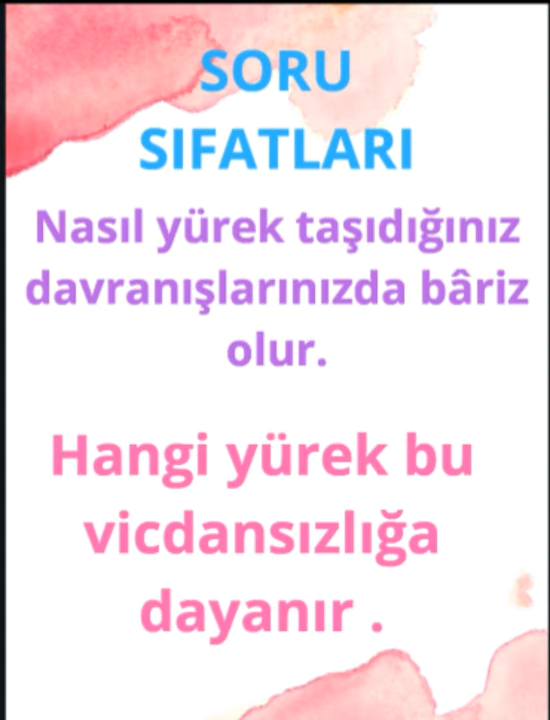 SORU
SIFATLARI
Nasıl yürek taşıdığınız
davranışlarınızda bâriz
olur.
Hangi yürek bu
vicdansızlığa
dayanır .